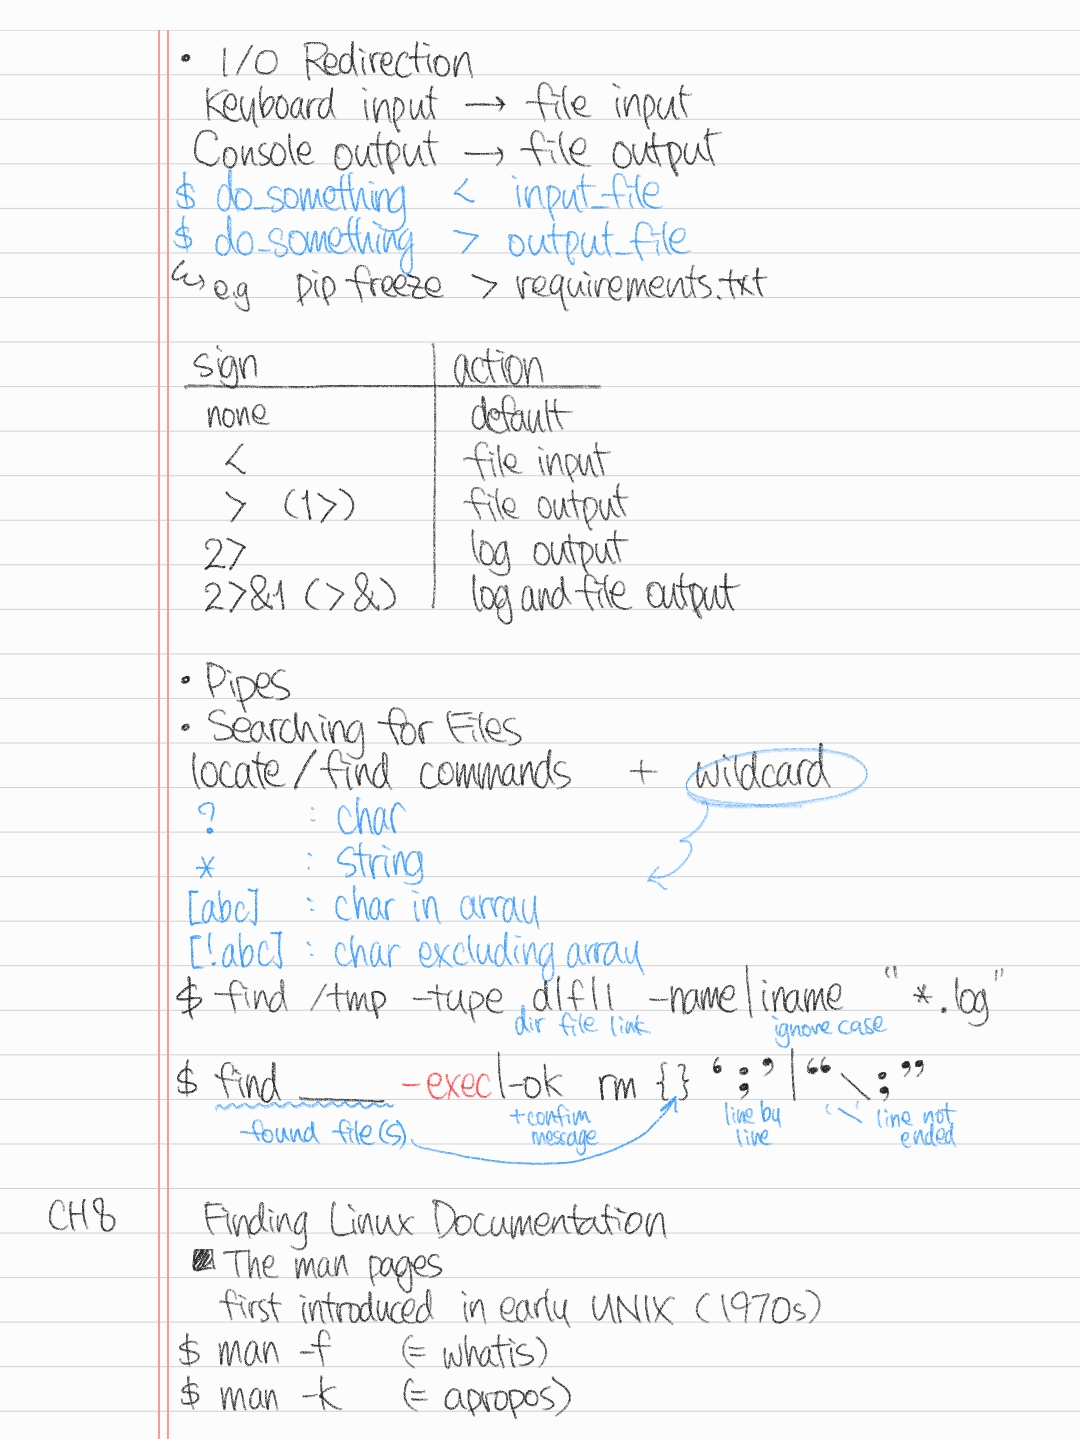 • I/O Redirection
Keyboard input → file input
Console output → file output
$ do_something < input_file
$ do_something > output_file
↪ e.g pip freeze > requirements.txt
sign action
none default
< file input
> (1>) file output
2> log output
2>&1 (>&) log and file output
• Pipes
• Searching for Files
locate/find commands + wildcard
? : char
* : string
[abc] : char in array
[!abc] : char excluding array
$ find /tmp -type d|f|l -name|iname "*.log"
dir file link ignore case
$ find _____ -exec|-ok rm {} ‘;’|“\;”
found file(s) +confim message line by line ‘\’ line not ended
CH8 Finding Linux Documentation
■ The man pages
first introduced in early UNIX (1970s)
$ man -f (= whatis)
$ man -k (= apropos)